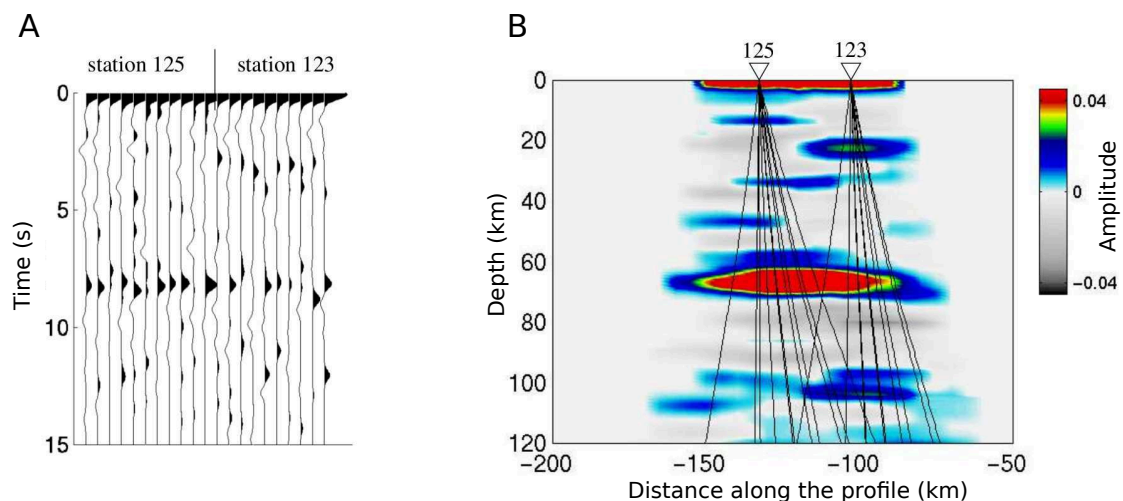 A
station 125
station 123
0
5
10
15
Time (s)
B
125
123
0
20
40
60
80
100
120
Depth (km)
−200
−150
−100
−50
Distance along the profile (km)
0.04
0
−0.04
Amplitude